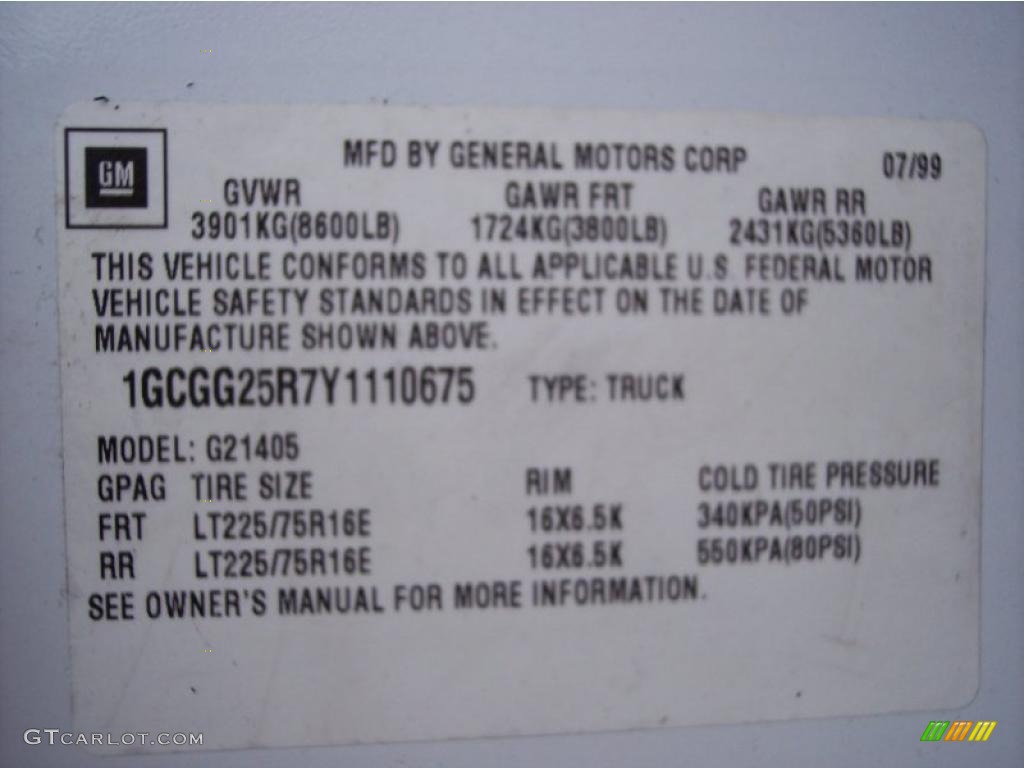 GM
MFD BY GENERAL MOTORS CORP 07/99
GVWR GAWR FRT GAWR RR
3901KG(8600LB) 1724KG(3800LB) 2431KG(5360LB)
THIS VEHICLE CONFORMS TO ALL APPLICABLE U.S. FEDERAL MOTOR
VEHICLE SAFETY STANDARDS IN EFFECT ON THE DATE OF
MANUFACTURE SHOWN ABOVE.
1GCGG25R7Y1110675 TYPE: TRUCK
MODEL: G21405
GPAG TIRE SIZE RIM COLD TIRE PRESSURE
FRT LT225/75R16E 16X6.5K 340KPA(50PSI)
RR LT225/75R16E 16X6.5K 550KPA(80PSI)
SEE OWNER'S MANUAL FOR MORE INFORMATION.
GTCARLOT.COM